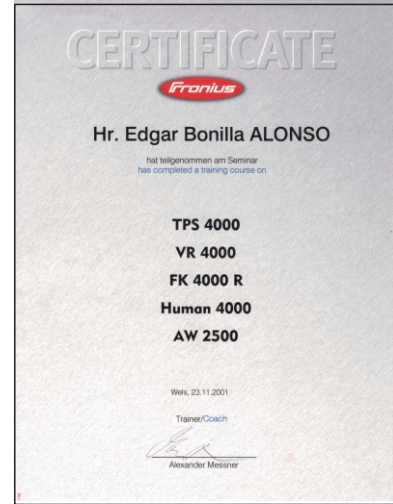 CERTIFICATE
Fronius
Hr. Edgar Bonilla ALONSO
hat teilgenommen am Seminar
has completed a training course on
TPS 4000
VR 4000
FK 4000 R
Human 4000
AW 2500
Wels, 23.11.2001
Trainer/Coach
Alexander Messner